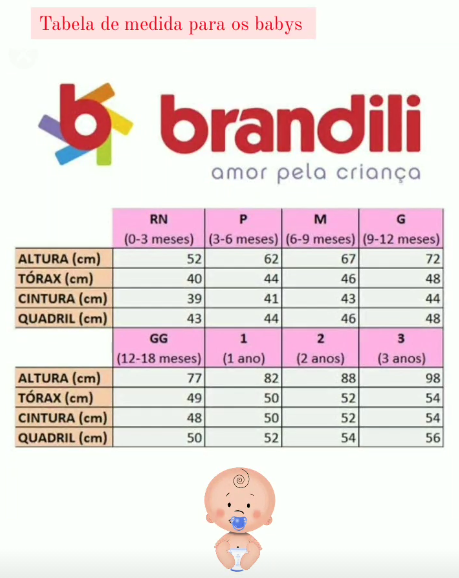 Tabela de medida para os babys
brandili
amor pela criança
RN P M G
(0-3 meses) (3-6 meses) (6-9 meses) (9-12 meses)
ALTURA (cm) 52 62 67 72
TÓRAX (cm) 40 44 46 48
CINTURA (cm) 39 41 43 44
QUADRIL (cm) 43 44 46 48
GG 1 2 3
(12-18 meses) (1 ano) (2 anos) (3 anos)
ALTURA (cm) 77 82 88 98
TÓRAX (cm) 49 50 52 54
CINTURA (cm) 48 50 52 54
QUADRIL (cm) 50 52 54 56